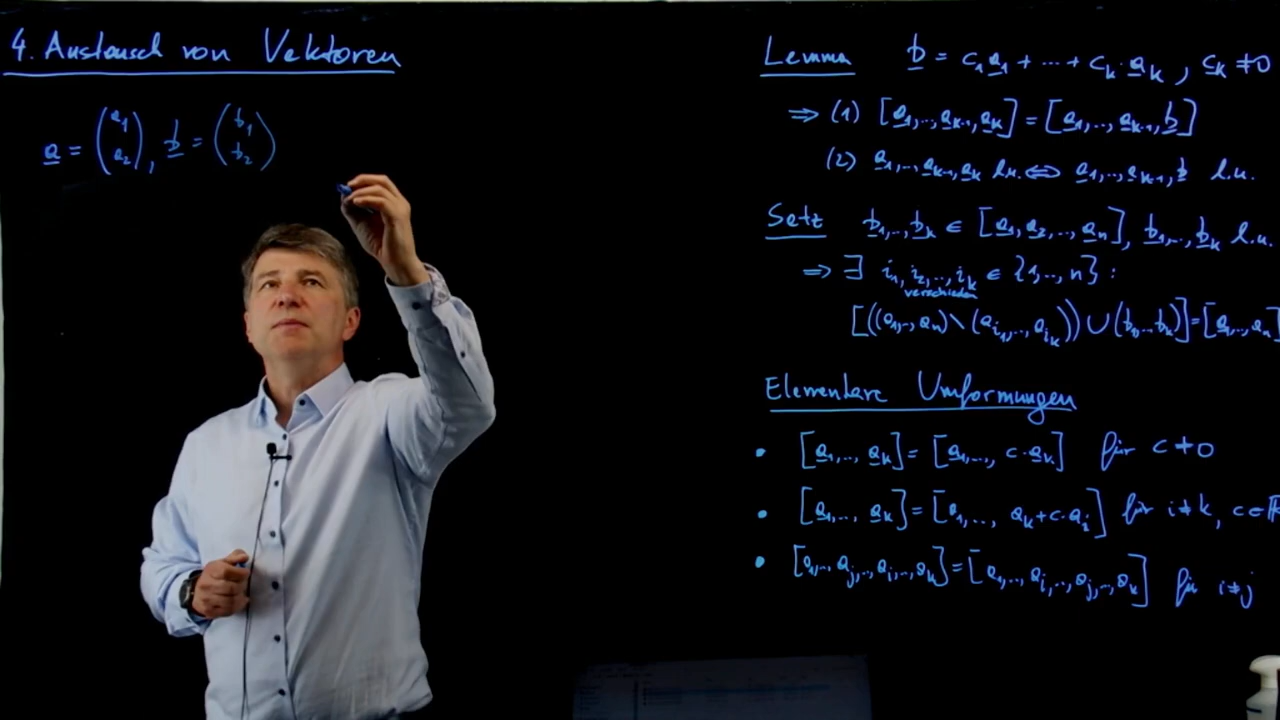 4. Austausch von Vektoren
a = (a₁ a₂), b = (b₁ b₂)
Lemma b = c₁a₁ + ... + cₖ·aₖ, cₖ ≠ 0
⇒ (1) [a₁,..,aₖ₋₁,aₖ] = [a₁,..,aₖ₋₁,b]
(2) a₁,..,aₖ₋₁,aₖ l.u. ⇔ a₁,..,aₖ₋₁,b l.u.
Satz b₁,..,bₖ ∈ [a₁,a₂,..,aₙ], b₁,..,bₖ l.u.
⇒ ∃ i₁,i₂,..,iₖ ∈ {1,..,n} :
verschieden
[((a₁,..,aₙ)\(aᵢ₁,..,aᵢₖ)) ∪ (b₁,..,bₖ)] = [a₁,..,aₙ]
Elementare Umformungen
• [a₁,..,aₖ] = [a₁,..., c·aₖ] für c ≠ 0
• [a₁,..., aₖ] = [a₁,.., aₖ+c·aᵢ] für i≠k, c∈
• [a₁,..,aⱼ,..,aᵢ,..,aₖ] = [a₁,..,aᵢ,..,aⱼ,..,aₖ] für i≠j